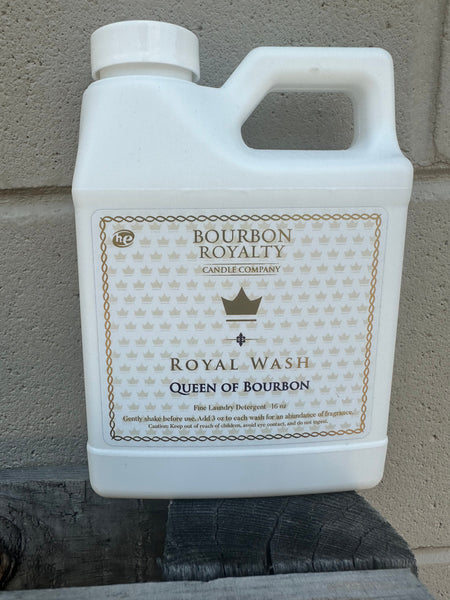 he
BOURBON
ROYALTY
CANDLE COMPANY
ROYAL WASH
QUEEN OF BOURBON
Fine Laundry Detergent 16 oz
Gently shake before use. Add 3 oz to each wash for an abundance of fragrance.
Caution: Keep out of reach of children, avoid eye contact, and do not ingest.